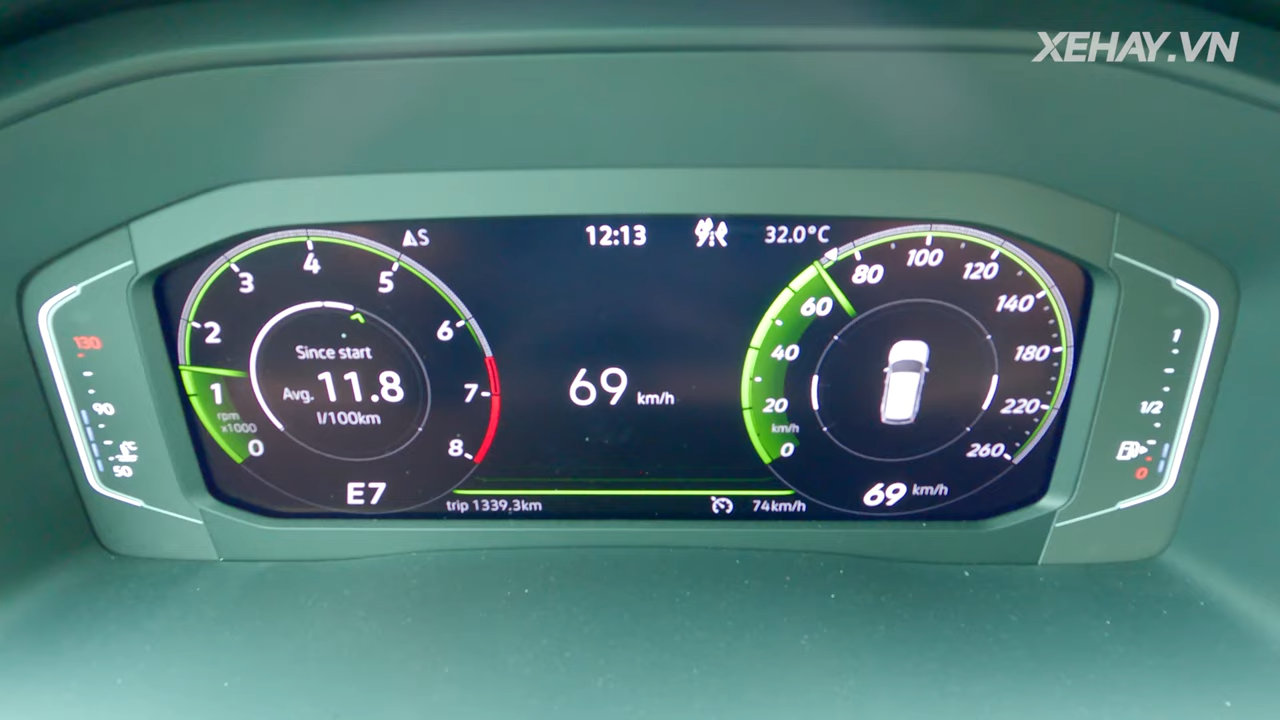 XEHAY.VN
S
12:13
32.0°C
0
1
2
3
4
5
6
7
8
rpm
x1000
Since start
Avg. 11.8
l/100km
E7
69 km/h
trip 1339.3km
74km/h
0
20
40
60
80
100
120
140
180
220
260
km/h
69 km/h
130
90
50
1
1/2
0